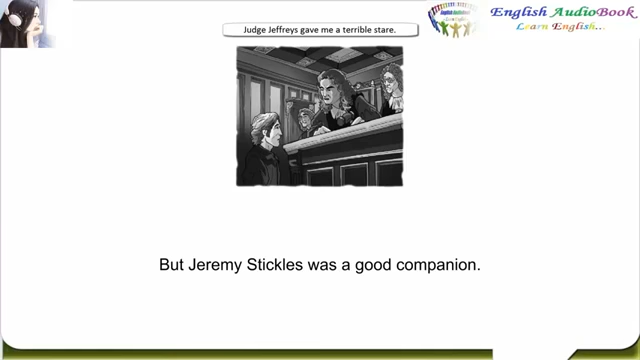 Judge Jeffreys gave me a terrible stare.
English AudioBook
Learn English...
But Jeremy Stickles was a good companion.